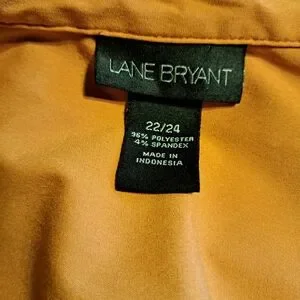 LANE BRYANT
22/24
96% POLYESTER
4% SPANDEX
MADE IN
INDONESIA